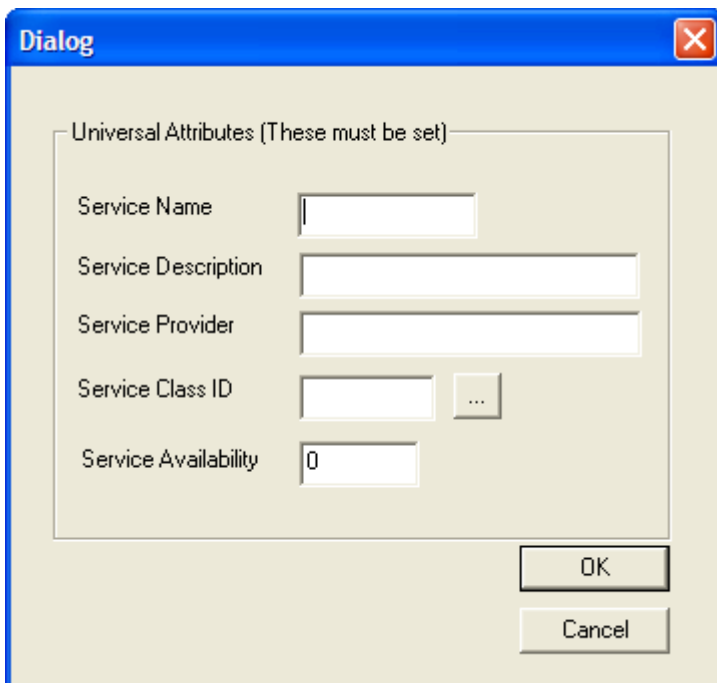 Dialog
Universal Attributes (These must be set)
Service Name
Service Description
Service Provider
Service Class ID ...
Service Availability 0
OK
Cancel